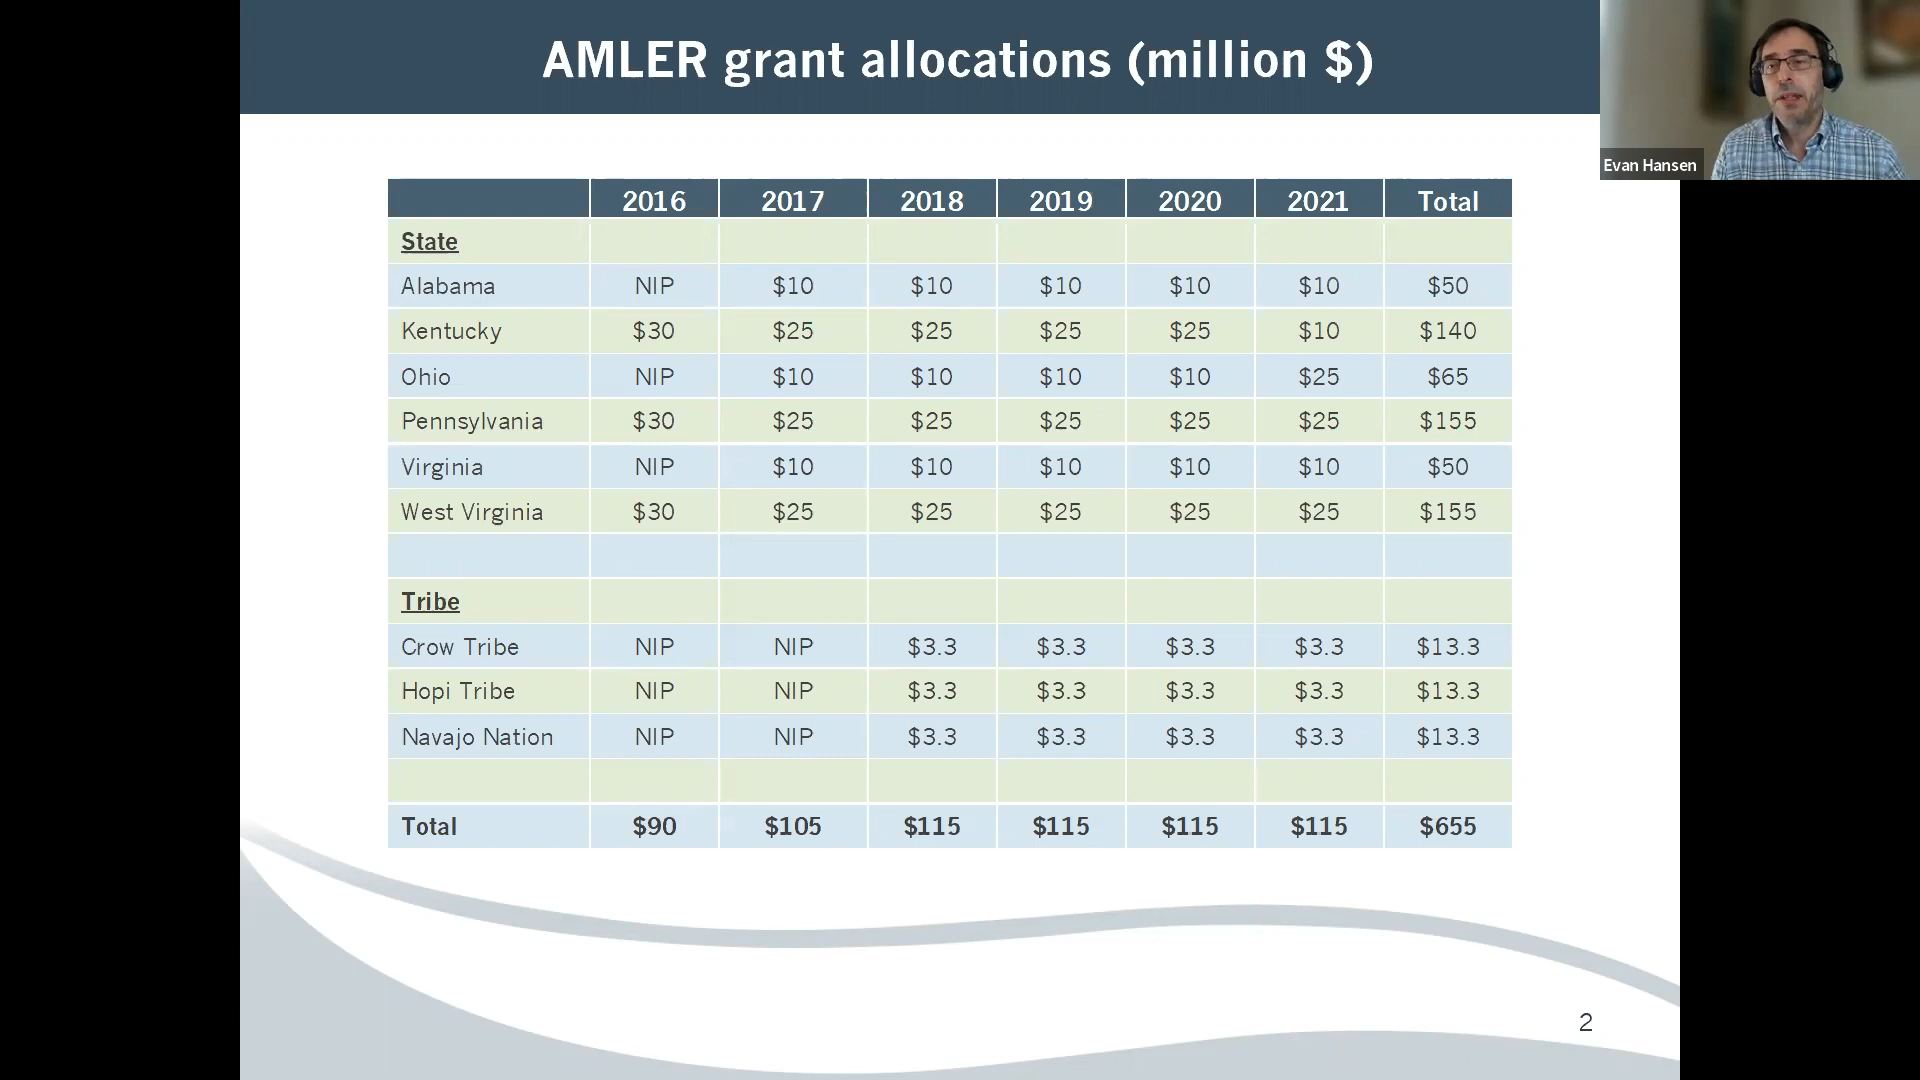 AMLER grant allocations (million $)
Evan Hansen
2016 2017 2018 2019 2020 2021 Total
State
Alabama NIP $10 $10 $10 $10 $10 $50
Kentucky $30 $25 $25 $25 $25 $10 $140
Ohio NIP $10 $10 $10 $10 $25 $65
Pennsylvania $30 $25 $25 $25 $25 $25 $155
Virginia NIP $10 $10 $10 $10 $10 $50
West Virginia $30 $25 $25 $25 $25 $25 $155
Tribe
Crow Tribe NIP NIP $3.3 $3.3 $3.3 $3.3 $13.3
Hopi Tribe NIP NIP $3.3 $3.3 $3.3 $3.3 $13.3
Navajo Nation NIP NIP $3.3 $3.3 $3.3 $3.3 $13.3
Total $90 $105 $115 $115 $115 $115 $655
2